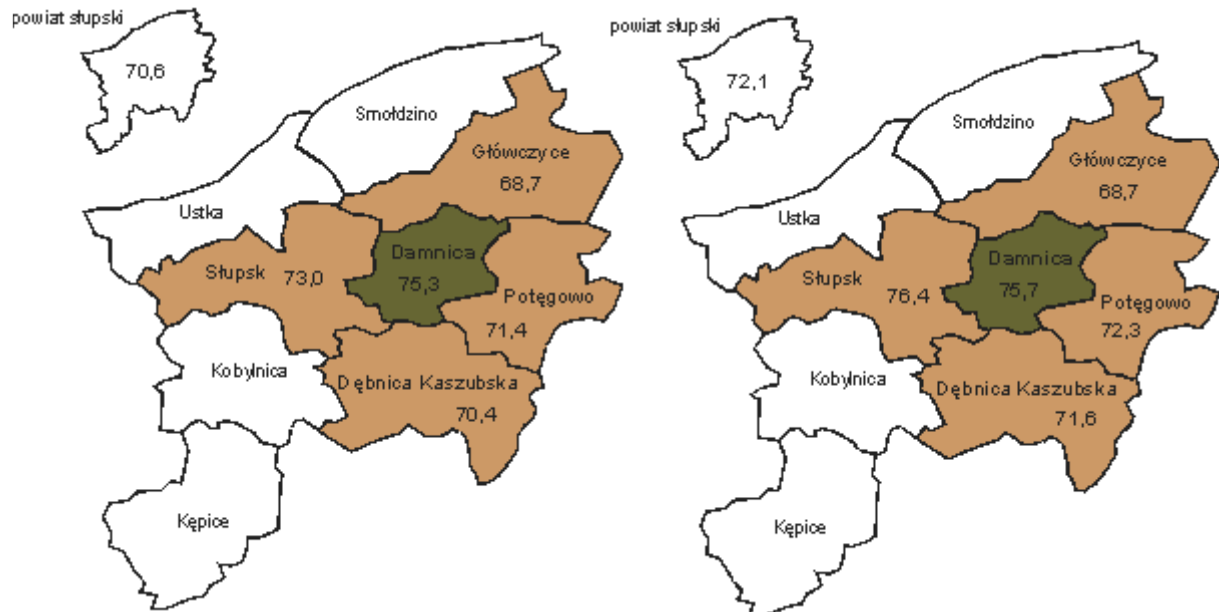 powiat słupski
70,6
Smołdzino
Główczyce
68,7
Ustka
Damnica
75,3
Słupsk 73,0
Potęgowo
71,4
Kobylnica
Dębnica Kaszubska
70,4
Kępice
powiat słupski
72,1
Smołdzino
Główczyce
68,7
Ustka
Damnica
75,7
Słupsk
76,4
Potęgowo
72,3
Kobylnica
Dębnica Kaszubska
71,6
Kępice